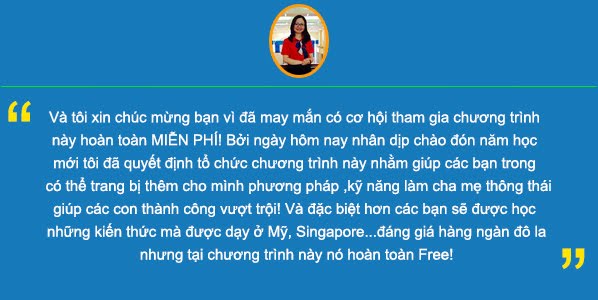 Và tôi xin chúc mừng bạn vì đã may mắn có cơ hội tham gia chương trình
này hoàn toàn MIỄN PHÍ! Bởi ngày hôm nay nhân dịp chào đón năm học
mới tôi đã quyết định tổ chức chương trình này nhằm giúp các bạn trong
có thể trang bị thêm cho mình phương pháp ,kỹ năng làm cha mẹ thông thái
giúp các con thành công vượt trội! Và đặc biệt hơn các bạn sẽ được học
những kiến thức mà được dạy ở Mỹ, Singapore...đáng giá hàng ngàn đô la
nhưng tại chương trình này nó hoàn toàn Free!